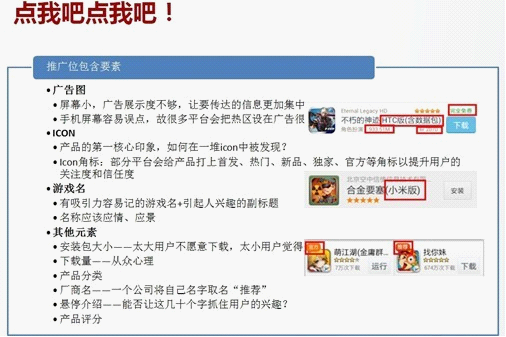 点我吧点我吧！
推广位包含要素
•广告图
•屏幕小，广告展示度不够，让要传达的信息更加集中
•手机屏幕容易误点，故很多平台会把热区设在广告很
•ICON
•产品的第一核心印象，如何在一堆icon中被发现？
•Icon角标：部分平台会给产品打上首发、热门、新品、独家、官方等角标以提升用户的
关注度和信任度
•游戏名
•有吸引力容易记的游戏名+引起人兴趣的副标题
•名称应该应情、应景
•其他元素
•安装包大小——太大用户不愿意下载，太小用户觉得
•下载量——从众心理
•产品分类
•厂商名——一个公司将自己名字取名“推荐”
•悬停介绍——能否让这几十个字抓住用户的兴趣？
•产品评分
Eternal Legacy HD
完全免费
不朽的神迹HTC版(含数据包)
角色扮演
下载
合金要塞(小米版)
安装
萌江湖(金庸群...
7万次下载
运行
找你妹
674万次下载
下载